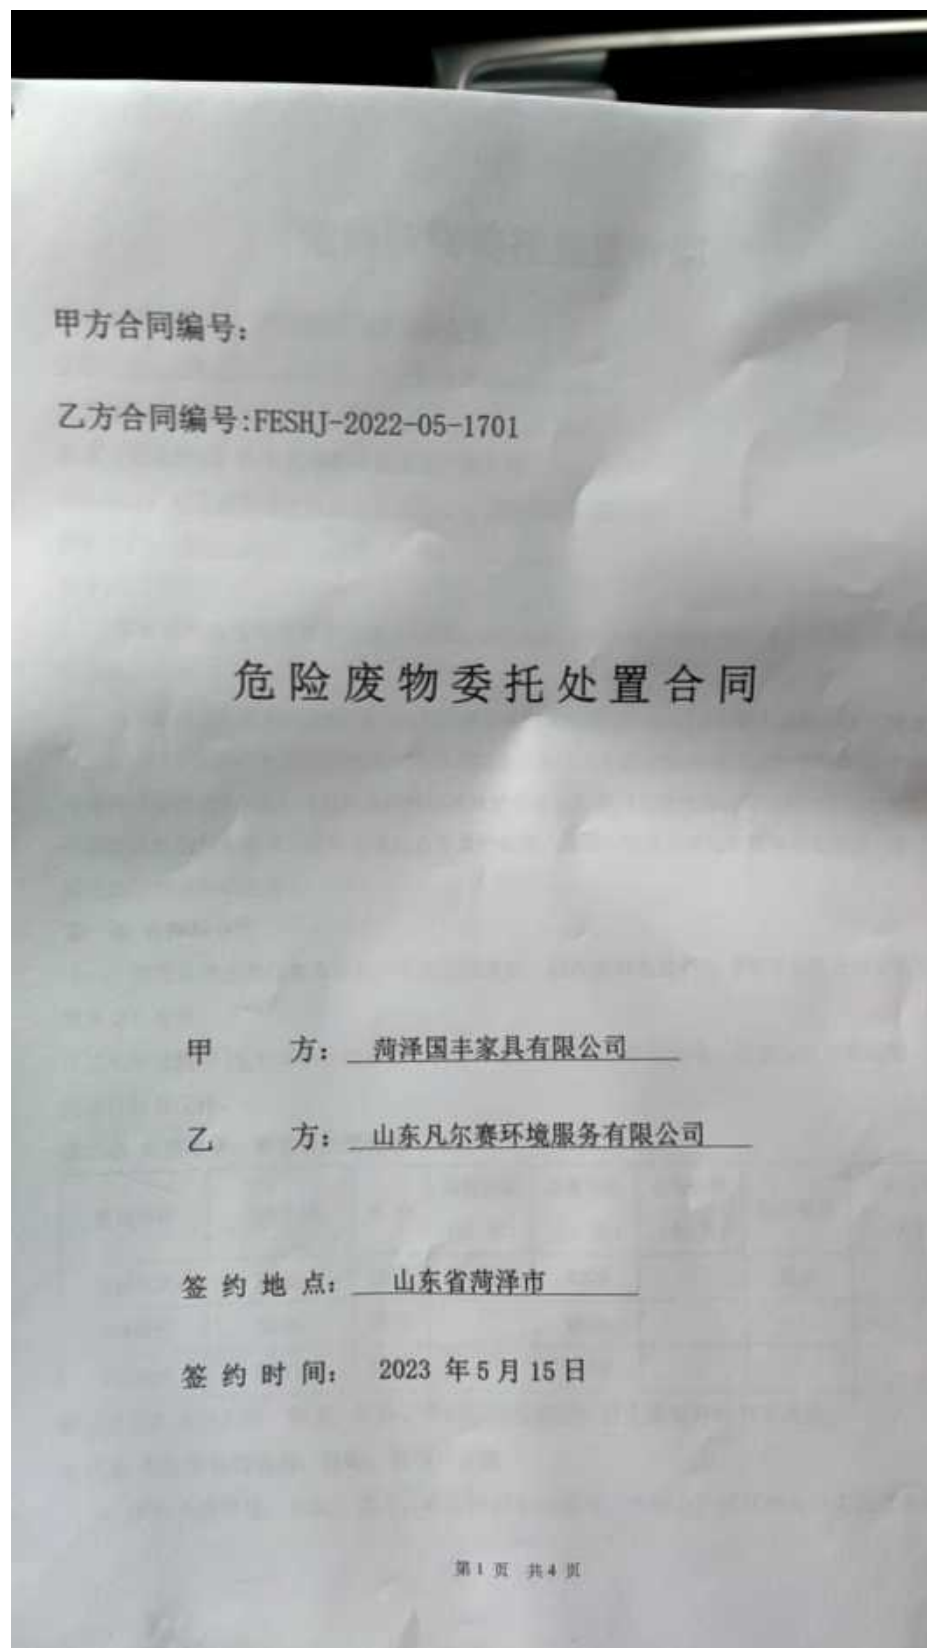 甲方合同编号:
乙方合同编号:FESHJ-2022-05-1701
危险废物委托处置合同
甲 方: 菏泽国丰家具有限公司
乙 方: 山东凡尔赛环境服务有限公司
签约地点: 山东省菏泽市
签约时间: 2023 年5月15日
第1页 共4页